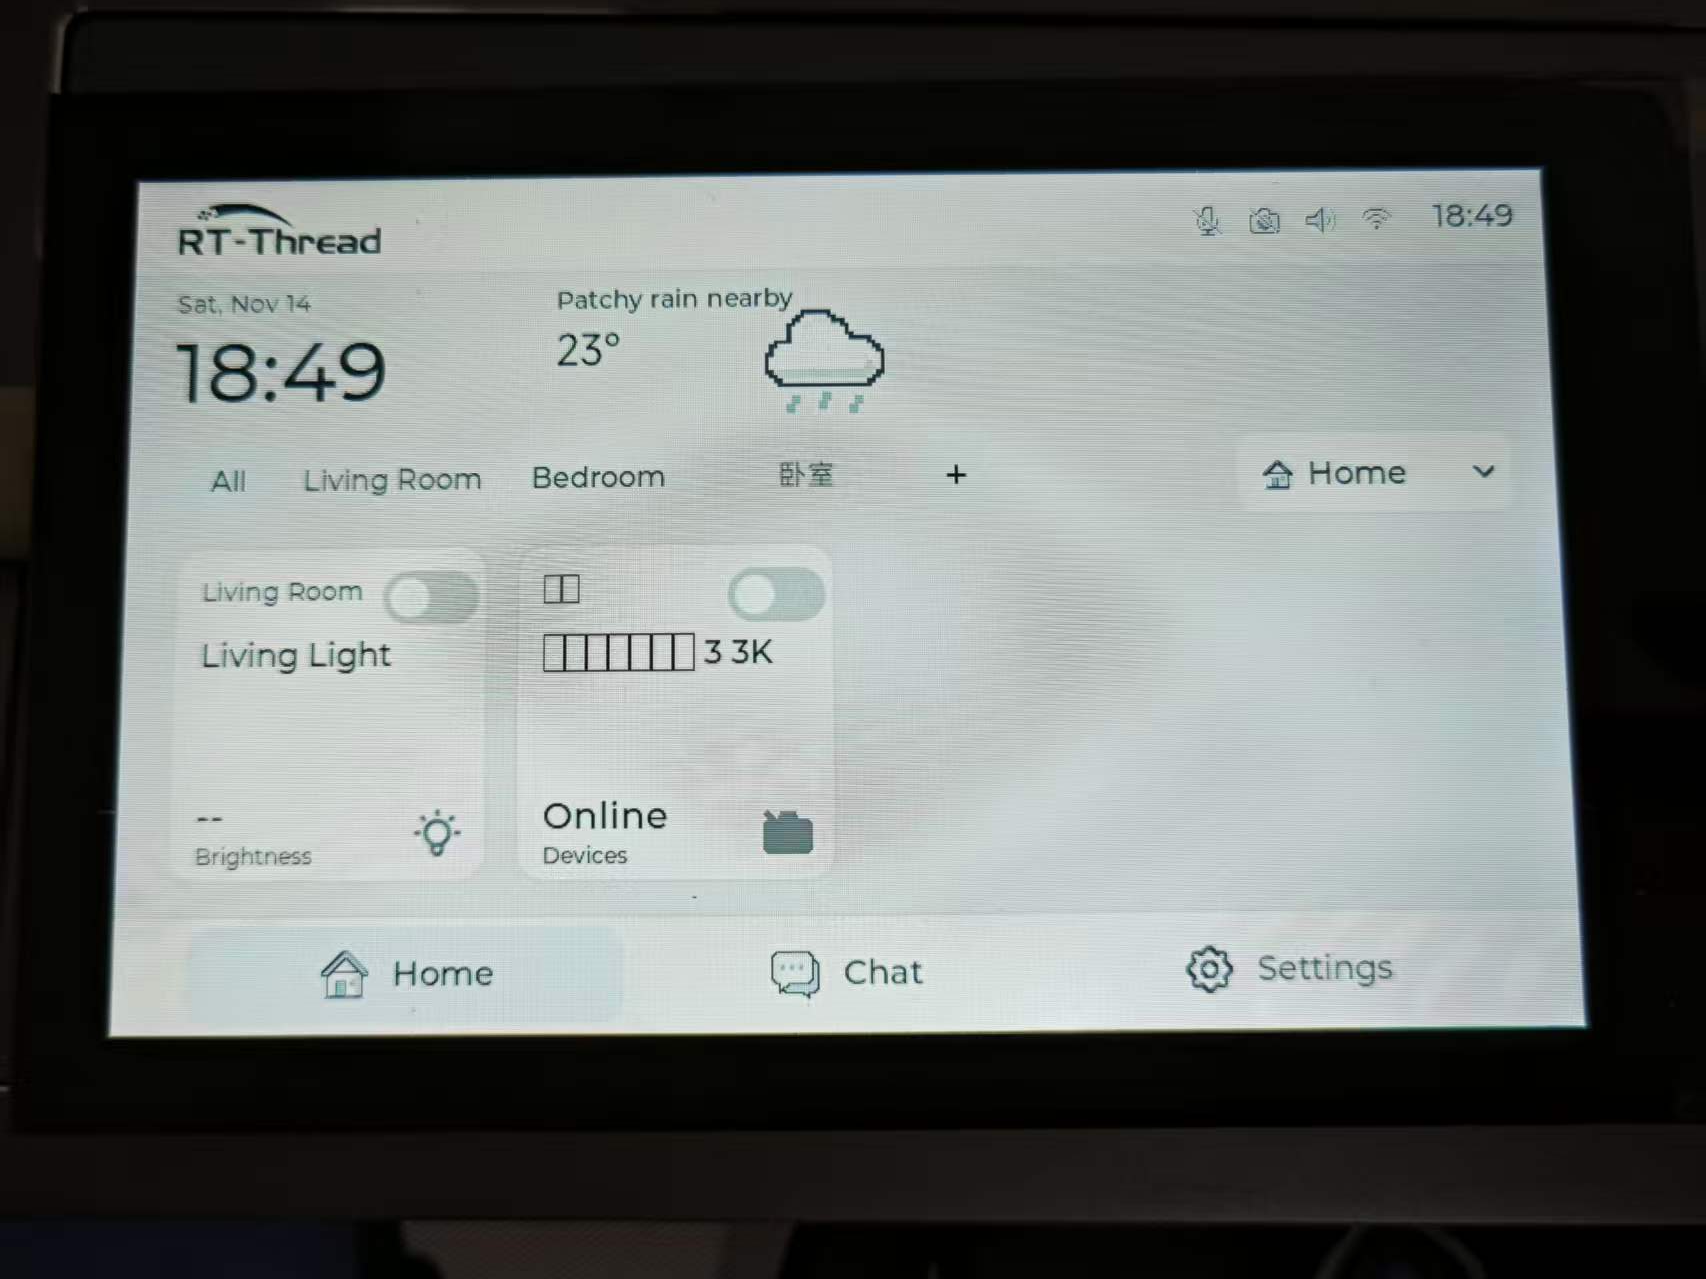 RT-Thread
18:49
Sat, Nov 14
18:49
Patchy rain nearby
23°
All Living Room Bedroom 卧室 +
Home
Living Room
Living Light
--
Brightness
□□
□□□□□□□3 3K
Online
Devices
Home
Chat
Settings